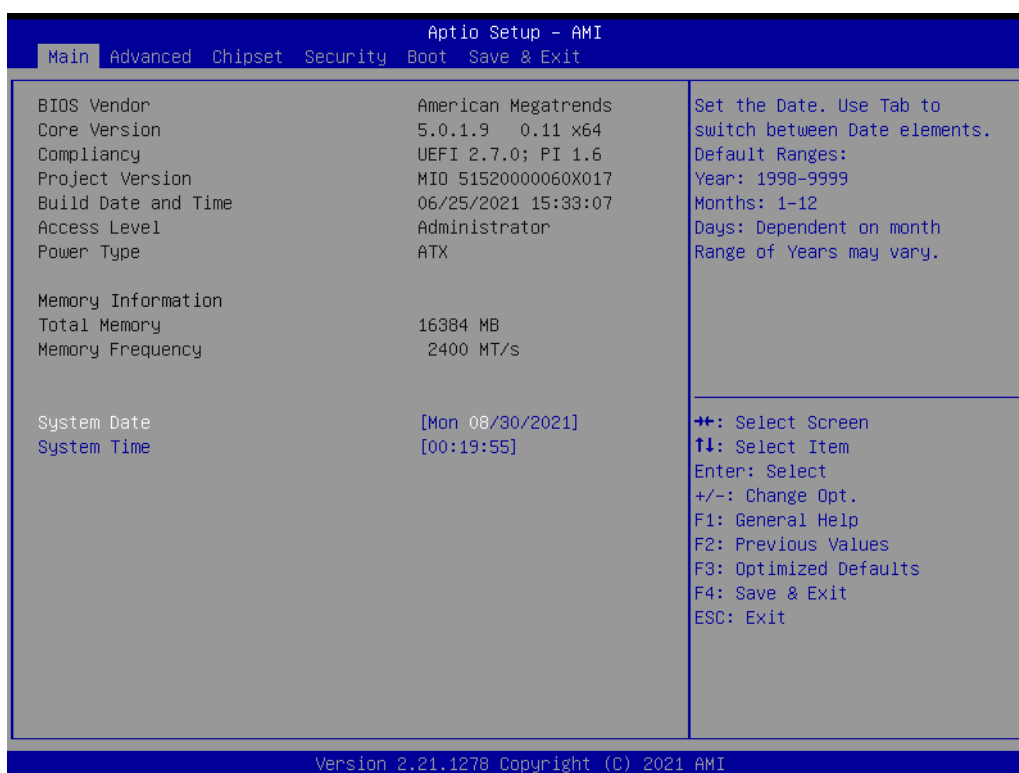 Aptio Setup – AMI
Main Advanced Chipset Security Boot Save & Exit
BIOS Vendor American Megatrends
Core Version 5.0.1.9 0.11 x64
Compliancy UEFI 2.7.0; PI 1.6
Project Version MIO 51520000060X017
Build Date and Time 06/25/2021 15:33:07
Access Level Administrator
Power Type ATX
Memory Information
Total Memory 16384 MB
Memory Frequency 2400 MT/s
System Date [Mon 08/30/2021]
System Time [00:19:55]
Set the Date. Use Tab to
switch between Date elements.
Default Ranges:
Year: 1998-9999
Months: 1-12
Days: Dependent on month
Range of Years may vary.
→←: Select Screen
↑↓: Select Item
Enter: Select
+/-: Change Opt.
F1: General Help
F2: Previous Values
F3: Optimized Defaults
F4: Save & Exit
ESC: Exit
Version 2.21.1278 Copyright (C) 2021 AMI